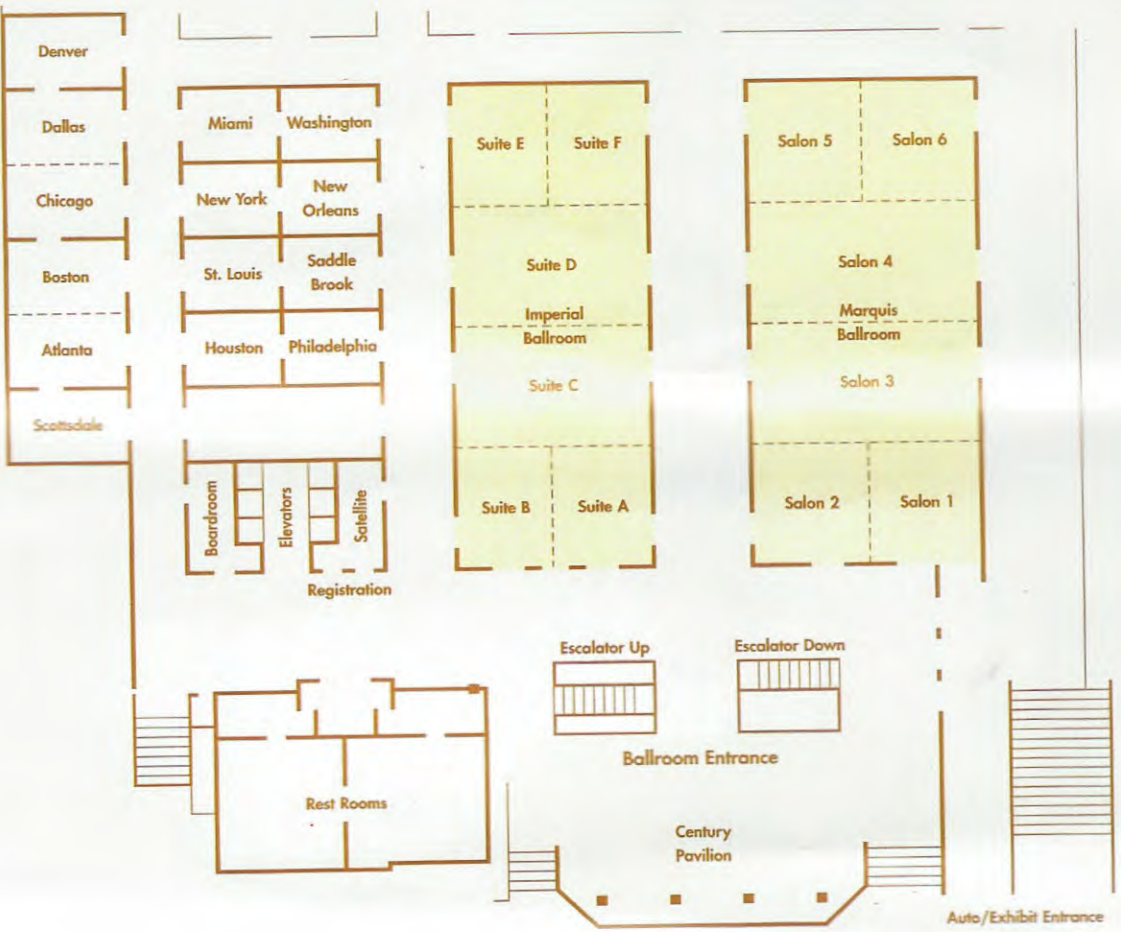 Denver
Dallas
Chicago
Boston
Atlanta
Scottsdale
Miami
Washington
New York
New
Orleans
St. Louis
Saddle
Brook
Houston
Philadelphia
Boardroom
Elevators
Satellite
Registration
Suite E
Suite F
Suite D
Imperial
Ballroom
Suite C
Suite B
Suite A
Salon 5
Salon 6
Salon 4
Marquis
Ballroom
Salon 3
Salon 2
Salon 1
Escalator Up
Escalator Down
Ballroom Entrance
Rest Rooms
Century
Pavilion
Auto/Exhibit Entrance